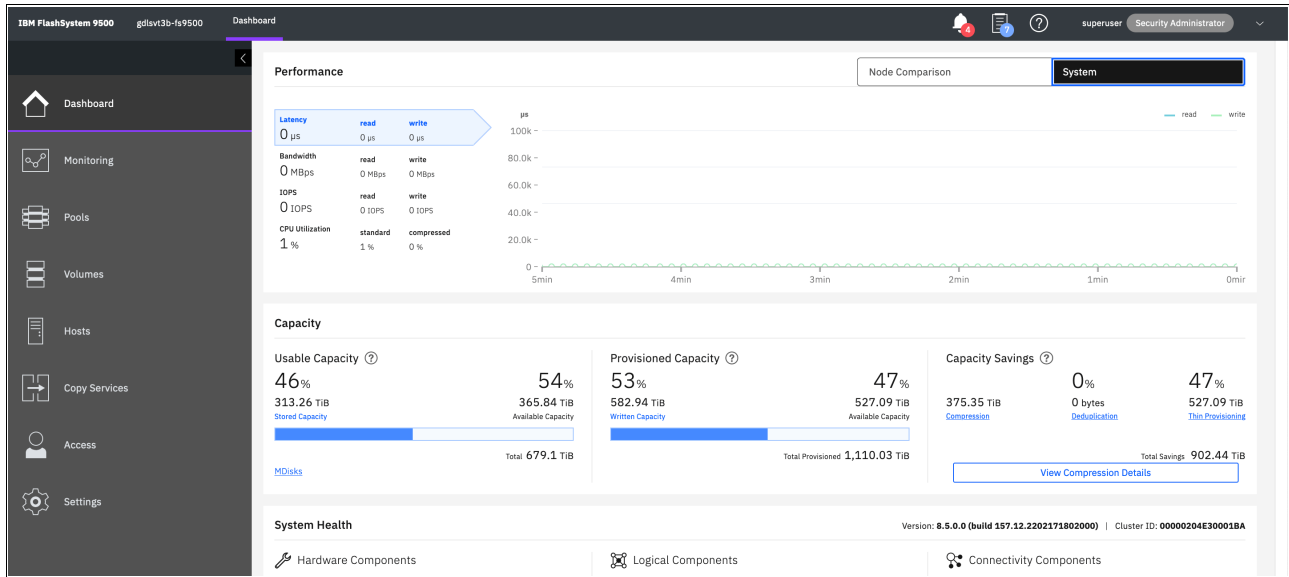 IBM FlashSystem 9500 gdlsvt3b-fs9500 Dashboard 4 7 ? superuser Security Administrator
Dashboard
Monitoring
Pools
Volumes
Hosts
Copy Services
Access
Settings
Performance
Node Comparison System
Latency read write
0 µs 0 µs 0 µs
Bandwidth read write
0 MBps 0 MBps 0 MBps
IOPS read write
0 IOPS 0 IOPS 0 IOPS
CPU Utilization standard compressed
1 % 1 % 0 %
µs
read write
100k
80.0k
60.0k
40.0k
20.0k
0
5min 4min 3min 2min 1min 0mir
Capacity
Usable Capacity ?
46% 54%
313.26 TiB 365.84 TiB
Stored Capacity Available Capacity
Total 679.1 TiB
MDisks
Provisioned Capacity ?
53% 47%
582.94 TiB 527.09 TiB
Written Capacity Available Capacity
Total Provisioned 1,110.03 TiB
Capacity Savings ?
0% 47%
375.35 TiB 0 bytes 527.09 TiB
Compression Deduplication Thin Provisioning
Total Savings 902.44 TiB
View Compression Details
System Health
Version: 8.5.0.0 (build 157.12.2202171802000) | Cluster ID: 00000204E30001BA
Hardware Components Logical Components Connectivity Components